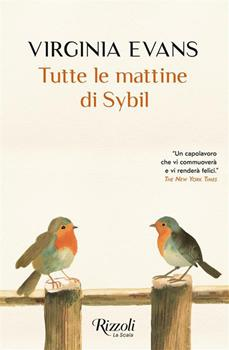 VIRGINIA EVANS
Tutte le mattine
di Sybil
"Un capolavoro
che vi commuoverà
e vi renderà felici."
THE NEW YORK TIMES
Rizzoli
La Scala